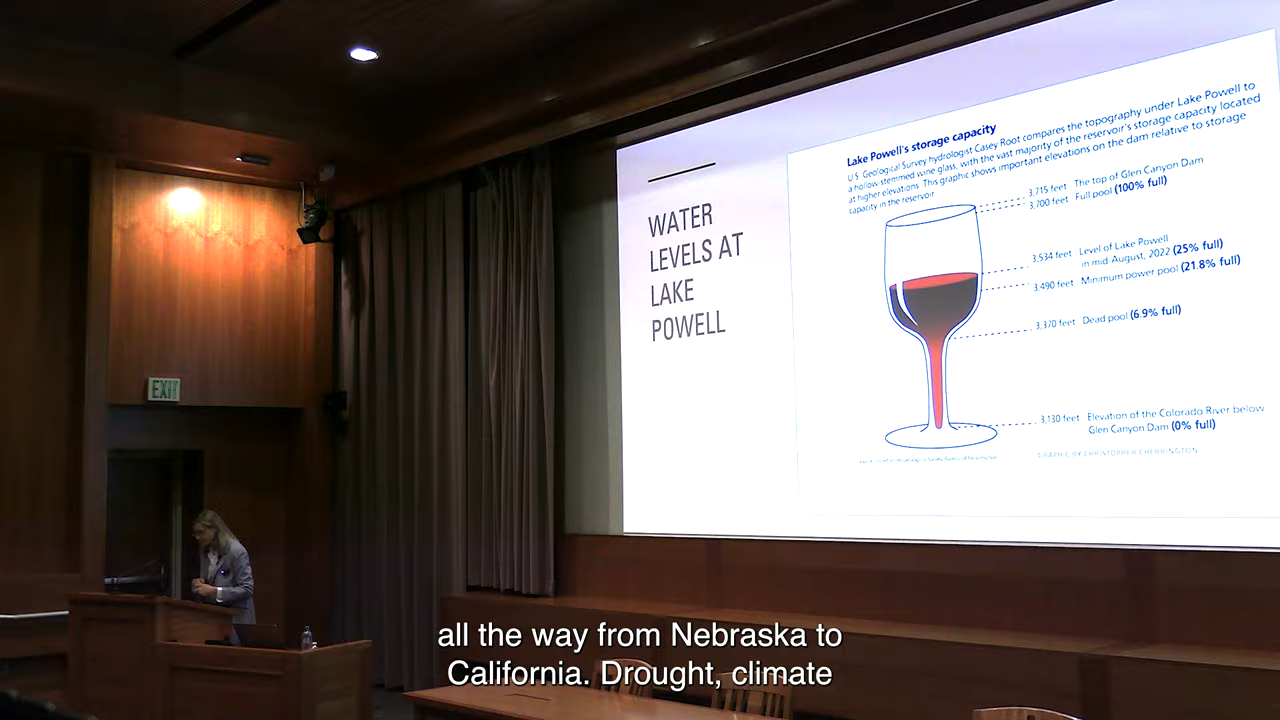 Lake Powell's storage capacity
U.S. Geological Survey hydrologist Casey Root compares the topography under Lake Powell to
a hollow-stemmed wine glass, with the vast majority of the reservoir's storage capacity located
at higher elevations. This graphic shows important elevations on the dam relative to storage
capacity in the reservoir.
WATER
LEVELS AT
LAKE
POWELL
3,715 feet The top of Glen Canyon Dam
3,700 feet Full pool (100% full)
3,534 feet Level of Lake Powell
in mid August, 2022 (25% full)
3,490 feet Minimum power pool (21.8% full)
3,370 feet Dead pool (6.9% full)
3,130 feet Elevation of the Colorado River below
Glen Canyon Dam (0% full)
GRAPHIC BY CHRISTOPHER CHERRINGTON
EXIT
all the way from Nebraska to
California. Drought, climate